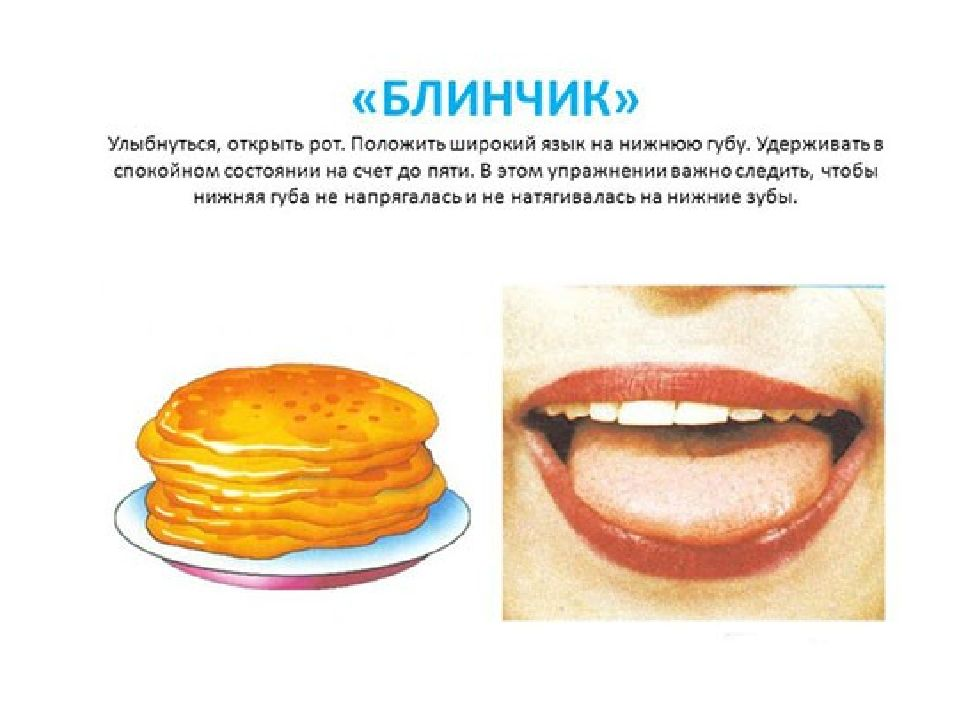 «БЛИНЧИК»
Улыбнуться, открыть рот. Положить широкий язык на нижнюю губу. Удерживать в
спокойном состоянии на счет до пяти. В этом упражнении важно следить, чтобы
нижняя губа не напрягалась и не натягивалась на нижние зубы.